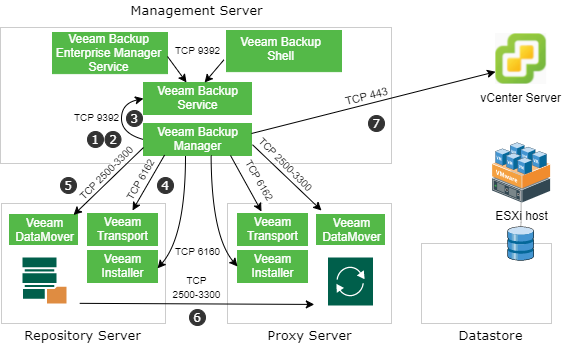 Management Server
Veeam Backup
Enterprise Manager
Service
TCP 9392
Veeam Backup
Shell
Veeam Backup
Service
TCP 9392
3
1 2
Veeam Backup
Manager
TCP 443
7
vCenter Server
5
TCP 2500-3300
TCP 6162
4
TCP 6162
TCP 2500-3300
vmware
ESXi host
Veeam
DataMover
Veeam
Transport
Veeam
Installer
TCP 6160
Veeam
Transport
Veeam
DataMover
Veeam
Installer
TCP
2500-3300
6
Repository Server
Proxy Server
Datastore